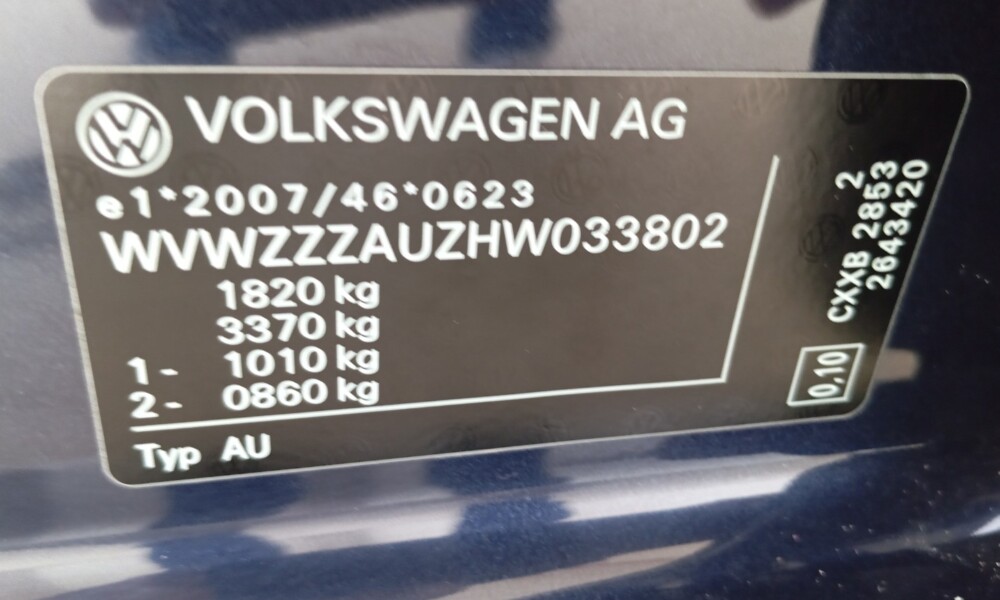 VOLKSWAGEN AG
e1*2007/46*0623
WVWZZZAUZHW033802
1820 kg
3370 kg
1- 1010 kg
2- 0860 kg
Typ AU
2
CXXB 2853
2643420
0,10